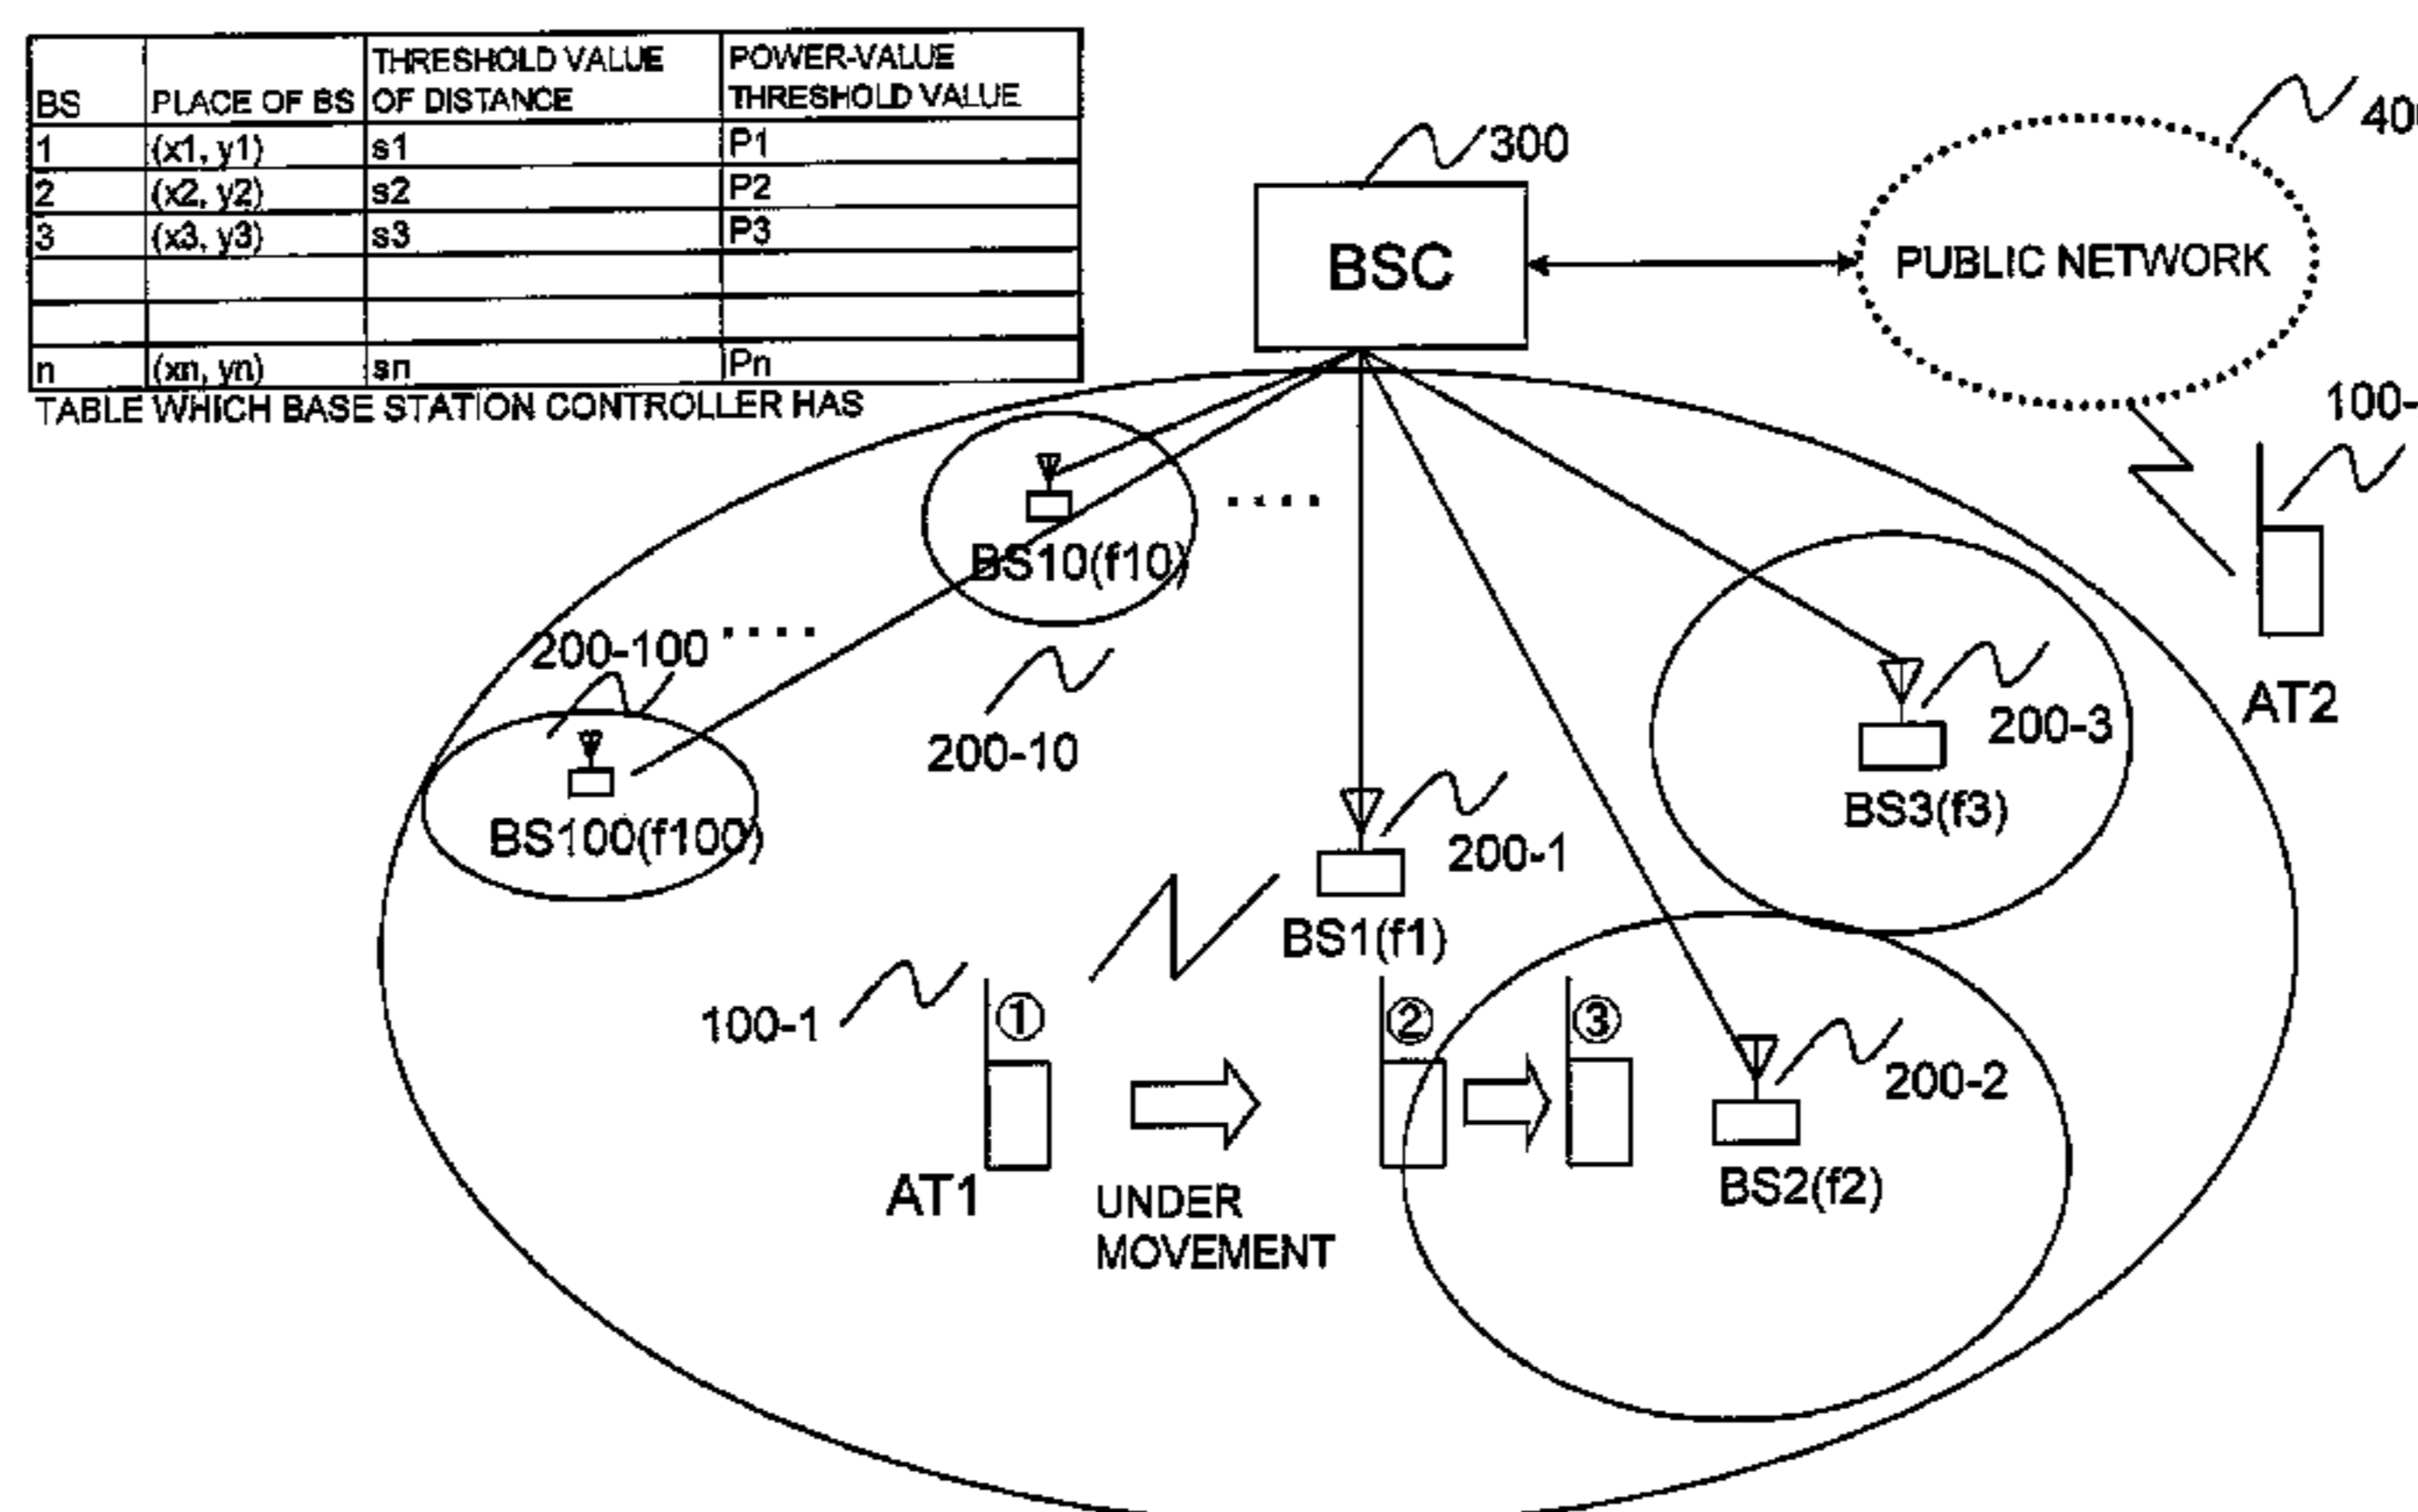 THRESHOLD VALUE POWER-VALUE
BS PLACE OF BS OF DISTANCE THRESHOLD VALUE
1 (x1, y1) s1 P1
2 (x2, y2) s2 P2
3 (x3, y3) s3 P3
n (xn, yn) sn Pn
TABLE WHICH BASE STATION CONTROLLER HAS
300
BSC
PUBLIC NETWORK
100-
AT2
BS10(f10)
200-10
200-100
BS100(f100)
200-3
BS3(f3)
200-1
BS1(f1)
100-1
①
②
③
AT1
UNDER
MOVEMENT
200-2
BS2(f2)